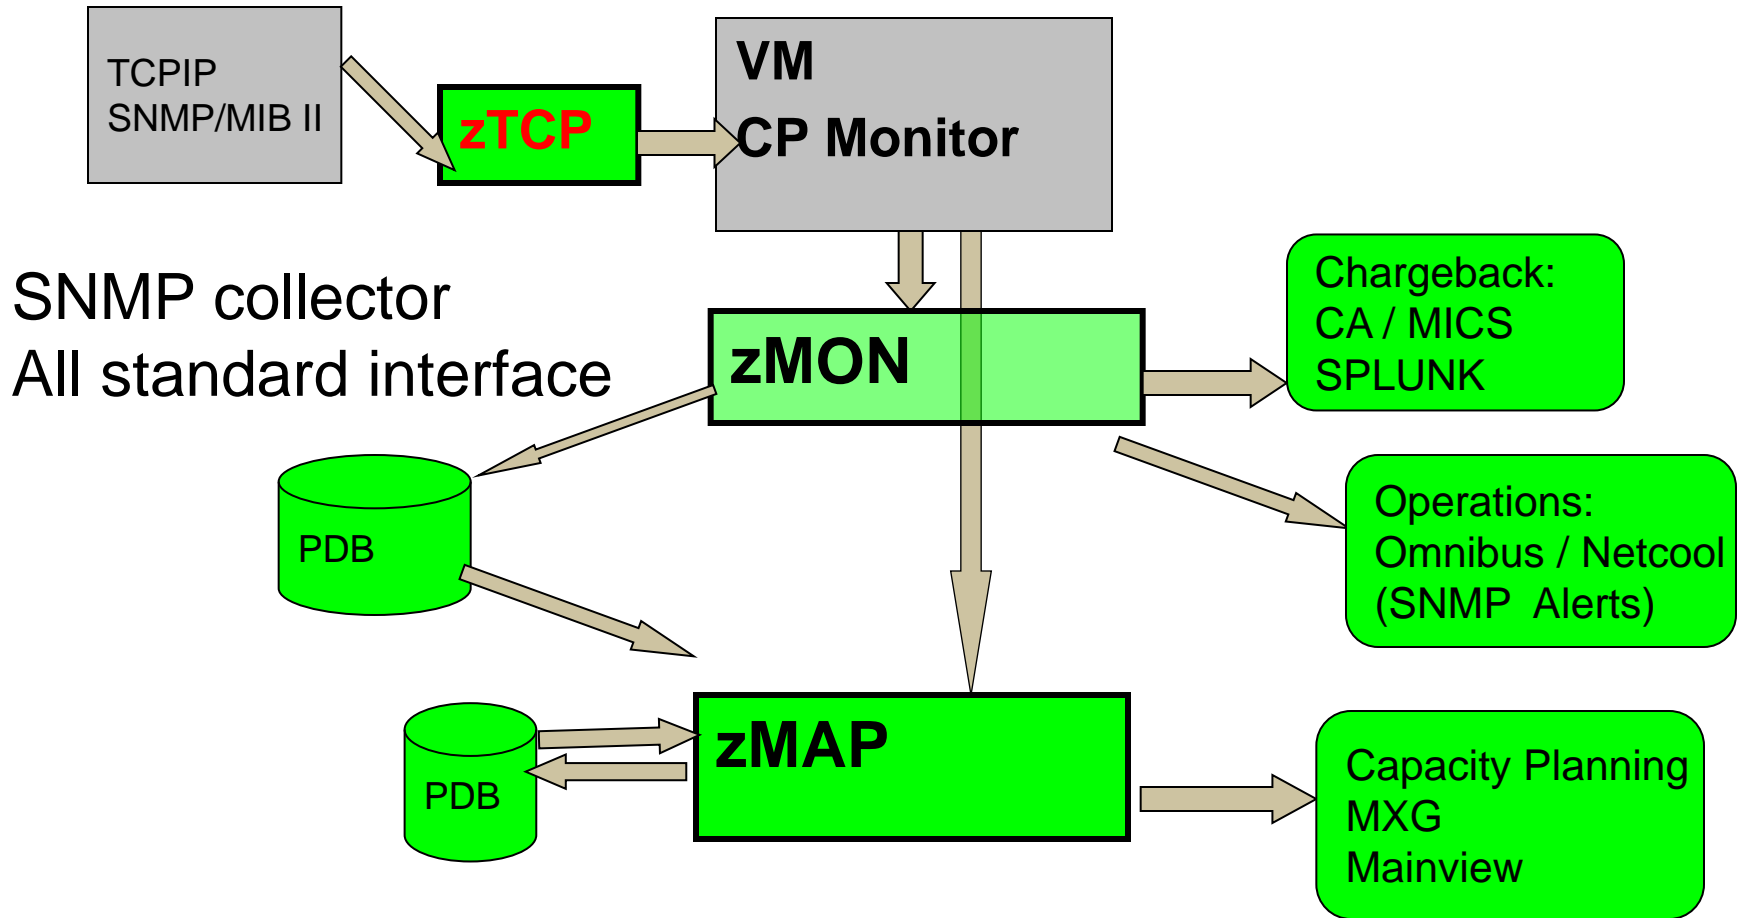 TCPIP
SNMP/MIB II
zTCP
VM
CP Monitor
SNMP collector
All standard interface
zMON
Chargeback:
CA / MICS
SPLUNK
PDB
Operations:
Omnibus / Netcool
(SNMP  Alerts)
PDB
zMAP
Capacity Planning
MXG
Mainview